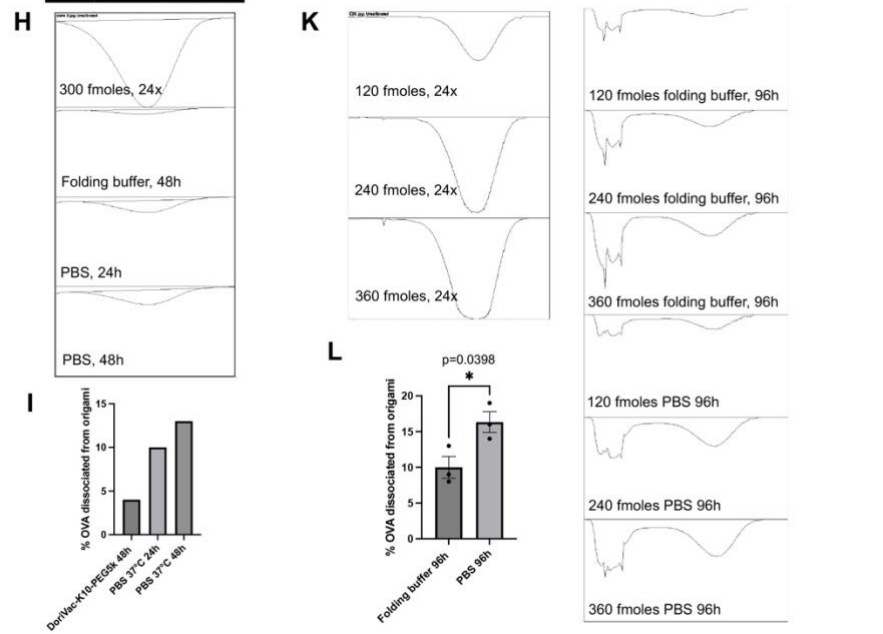 H
300 fmoles, 24x
Folding buffer, 48h
PBS, 24h
PBS, 48h
I
% OVA dissociated from origami
15
10
5
0
DoriVac-K10-PEG5k 48h
PBS 37°C 24h
PBS 37°C 48h
K
120 fmoles, 24x
240 fmoles, 24x
360 fmoles, 24x
120 fmoles folding buffer, 96h
240 fmoles folding buffer, 96h
360 fmoles folding buffer, 96h
120 fmoles PBS 96h
240 fmoles PBS 96h
360 fmoles PBS 96h
L
p=0.0398
*
% OVA dissociated from origami
20
15
10
5
0
Folding buffer 96h
PBS 96h